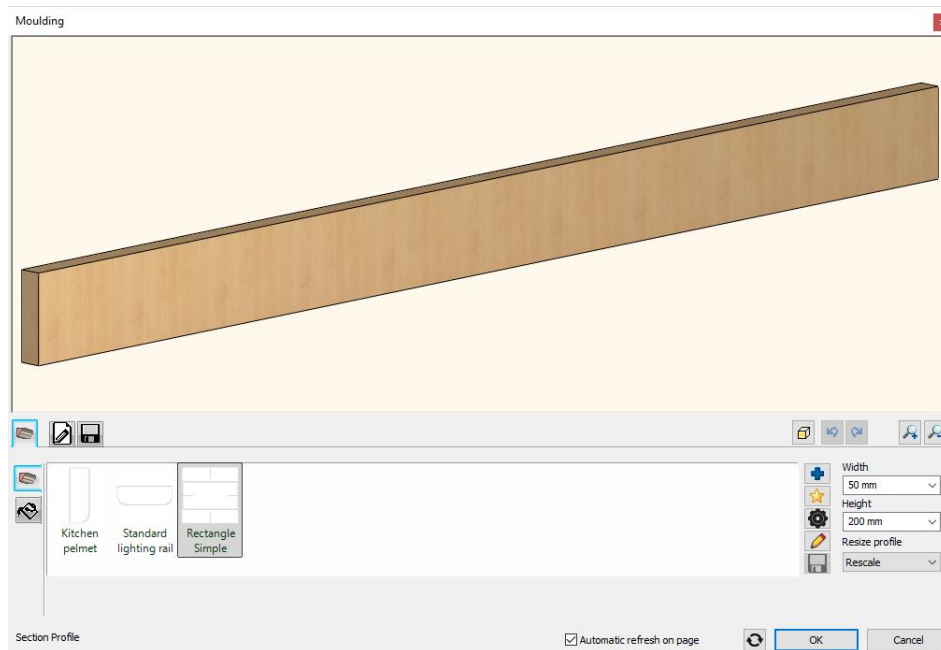 Moulding
Width
50 mm
Height
200 mm
Resize profile
Rescale
Kitchen
pelmet
Standard
lighting rail
Rectangle
Simple
Section Profile
Automatic refresh on page
OK
Cancel